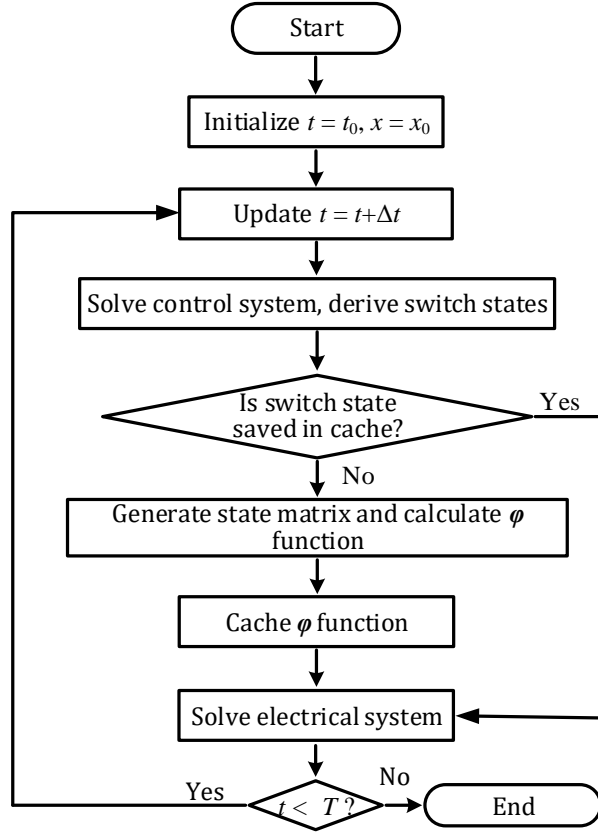 Start
Initialize t = t₀, x = x₀
Update t = t+Δt
Solve control system, derive switch states
Is switch state
saved in cache?
Yes
No
Generate state matrix and calculate φ
function
Cache φ function
Solve electrical system
Yes
t < T ?
No
End